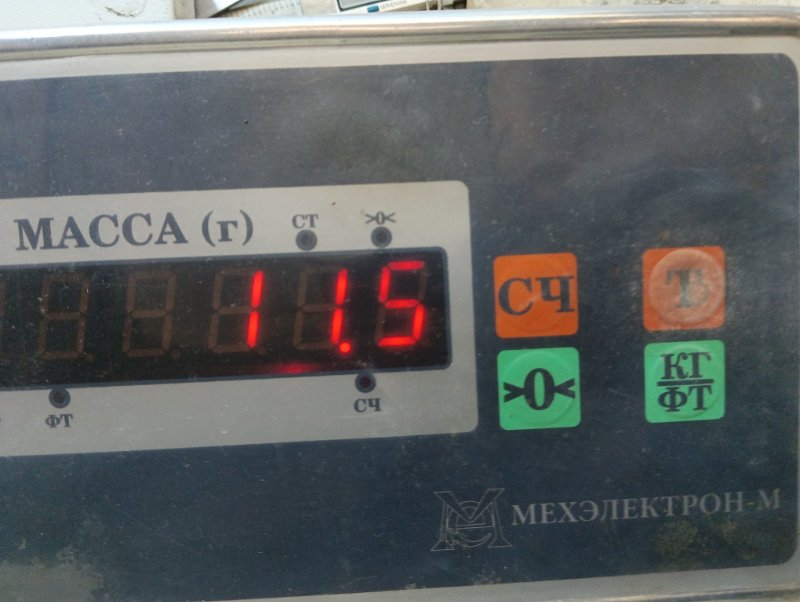 МАССА (г)
СТ
>0<
11.5
ФТ
СЧ
СЧ
Т
>0<
КГ
ФТ
МЕХЭЛЕКТРОН-М